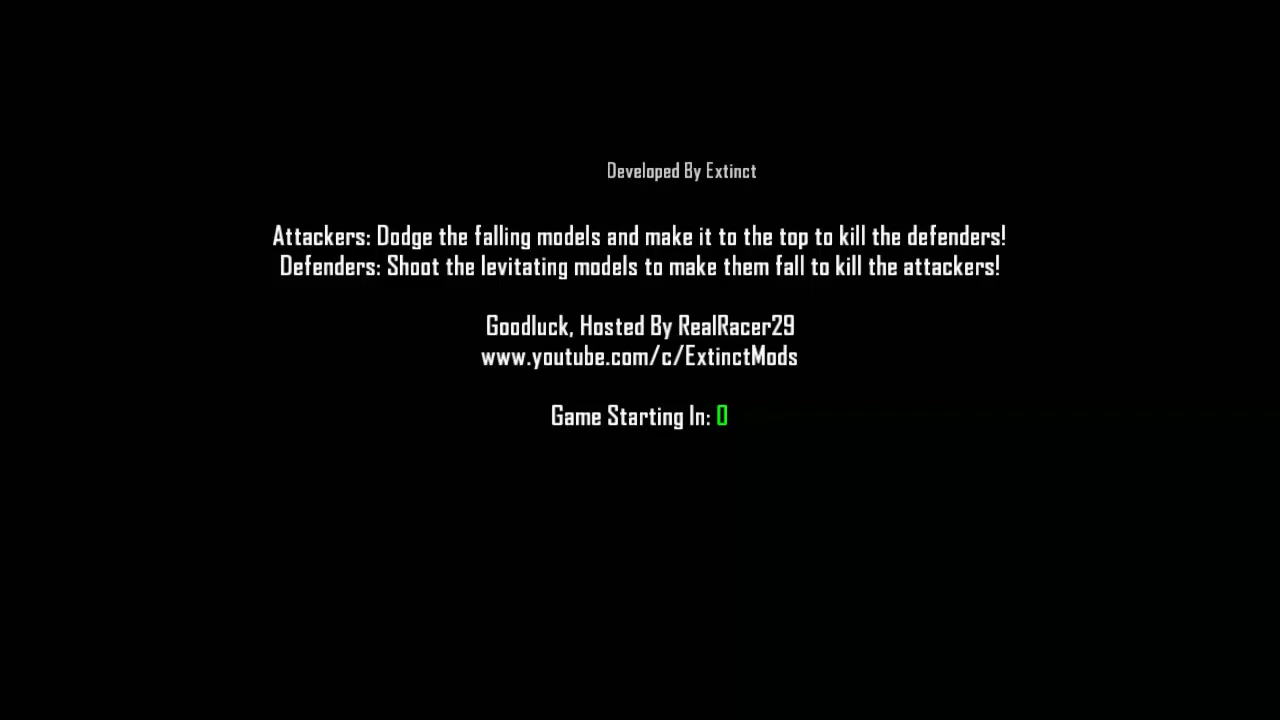 Developed By Extinct
Attackers: Dodge the falling models and make it to the top to kill the defenders!
Defenders: Shoot the levitating models to make them fall to kill the attackers!
Goodluck, Hosted By RealRacer29
www.youtube.com/c/ExtinctMods
Game Starting In: 0